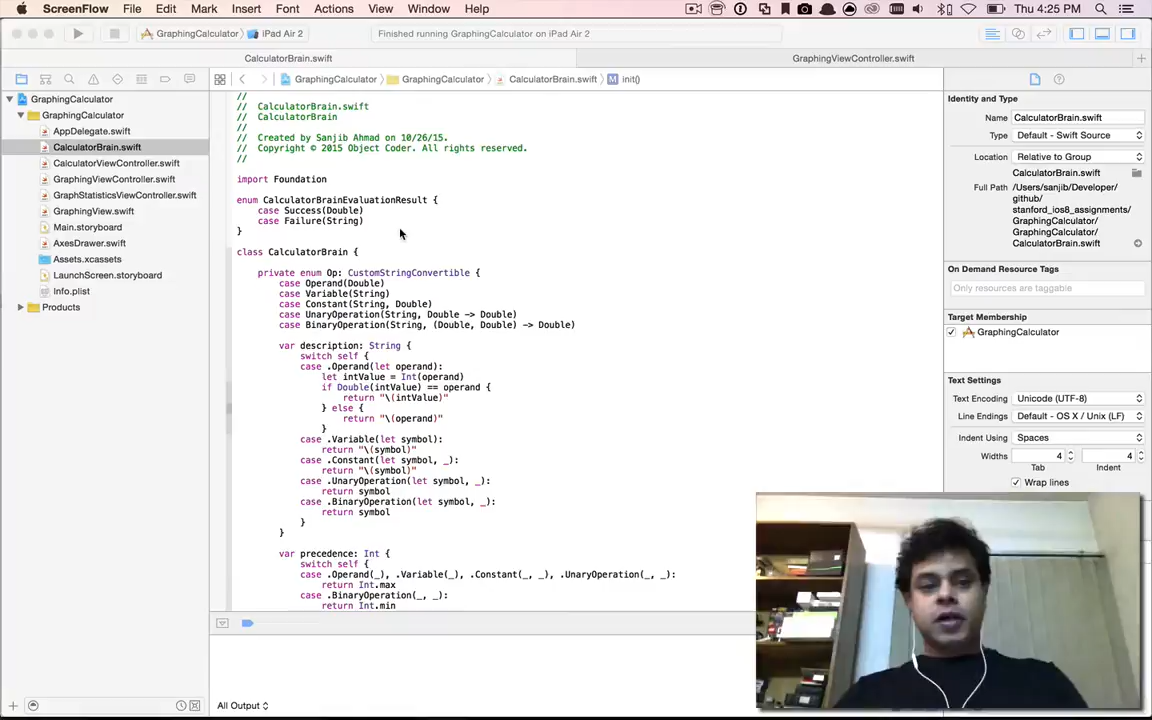 ScreenFlow File Edit Mark Insert Font Actions View Window Help Thu 4:25 PM
GraphingCalculator iPad Air 2 Finished running GraphingCalculator on iPad Air 2
CalculatorBrain.swift GraphingViewController.swift
GraphingCalculator GraphingCalculator CalculatorBrain.swift M init()
GraphingCalculator
GraphingCalculator
AppDelegate.swift
CalculatorBrain.swift
CalculatorViewController.swift
GraphingViewController.swift
GraphStatisticsViewController.swift
GraphingView.swift
Main.storyboard
AxesDrawer.swift
Assets.xcassets
LaunchScreen.storyboard
Info.plist
Products
//
// CalculatorBrain.swift
// CalculatorBrain
//
// Created by Sanjib Ahmad on 10/26/15.
// Copyright © 2015 Object Coder. All rights reserved.
//
import Foundation
enum CalculatorBrainEvaluationResult {
case Success(Double)
case Failure(String)
}
class CalculatorBrain {
private enum Op: CustomStringConvertible {
case Operand(Double)
case Variable(String)
case Constant(String, Double)
case UnaryOperation(String, Double -> Double)
case BinaryOperation(String, (Double, Double) -> Double)
var description: String {
switch self {
case .Operand(let operand):
let intValue = Int(operand)
if Double(intValue) == operand {
return "\(intValue)"
} else {
return "\(operand)"
}
case .Variable(let symbol):
return "\(symbol)"
case .Constant(let symbol, _):
return "\(symbol)"
case .UnaryOperation(let symbol, _):
return symbol
case .BinaryOperation(let symbol, _):
return symbol
}
}
var precedence: Int {
switch self {
case .Operand(_), .Variable(_), .Constant(_, _), .UnaryOperation(_, _):
return Int.max
case .BinaryOperation(_, _):
return Int.min
All Output
Identity and Type
Name CalculatorBrain.swift
Type Default - Swift Source
Location Relative to Group
CalculatorBrain.swift
Full Path /Users/sanjib/Developer/
github/
stanford_ios8_assignments/
GraphingCalculator/
GraphingCalculator/
CalculatorBrain.swift
On Demand Resource Tags
Only resources are taggable
Target Membership
GraphingCalculator
Text Settings
Text Encoding Unicode (UTF-8)
Line Endings Default - OS X / Unix (LF)
Indent Using Spaces
Widths 4 4
Tab Indent
Wrap lines